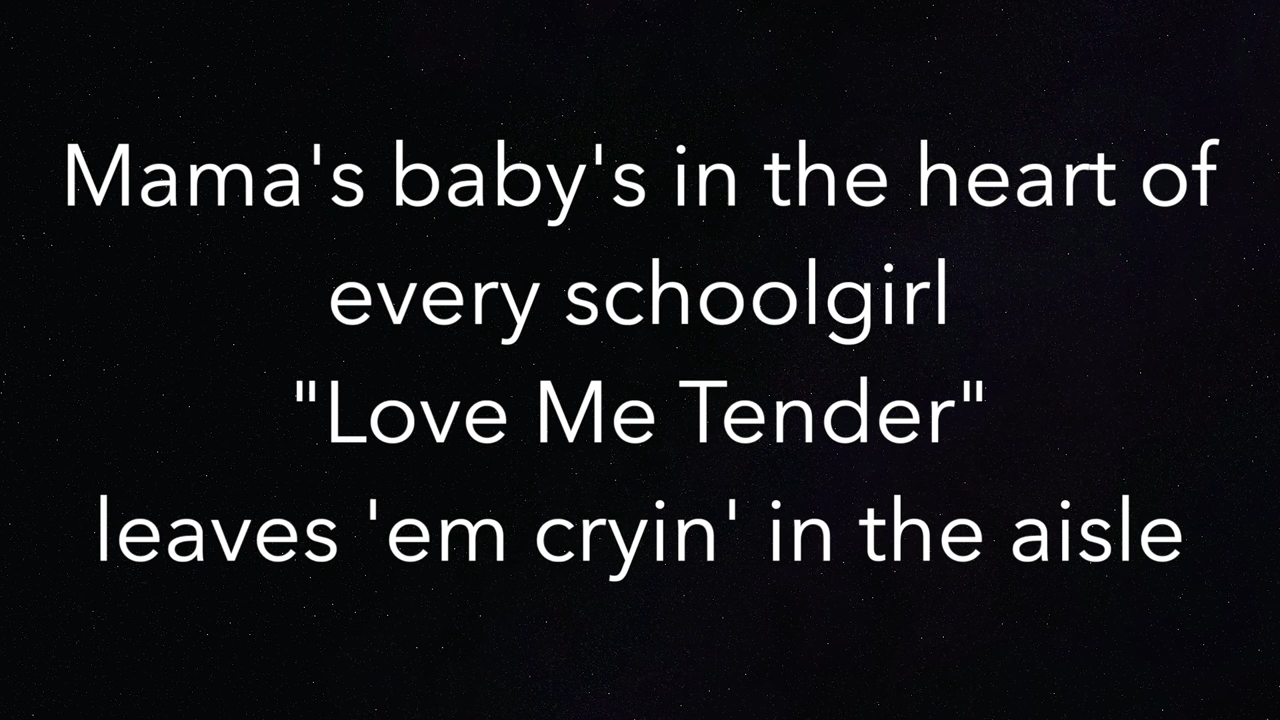 Mama's baby's in the heart of
every schoolgirl
"Love Me Tender"
leaves 'em cryin' in the aisle